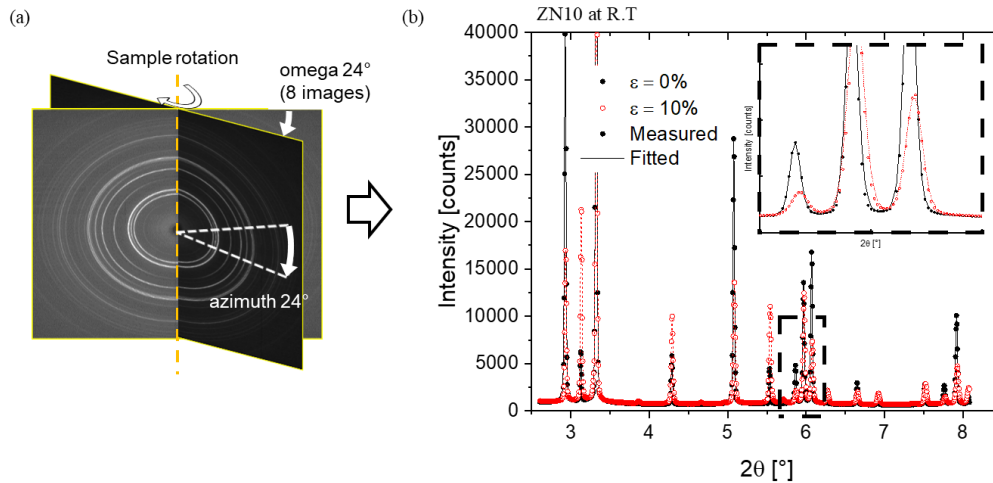 (a)
Sample rotation
omega 24°
(8 images)
azimuth 24°
(b)
ZN10 at R.T
40000
35000
30000
25000
20000
15000
10000
5000
0
Intensity [counts]
ε = 0%
ε = 10%
Measured
Fitted
Intensity [counts]
2θ [°]
3
4
5
6
7
8
2θ [°]